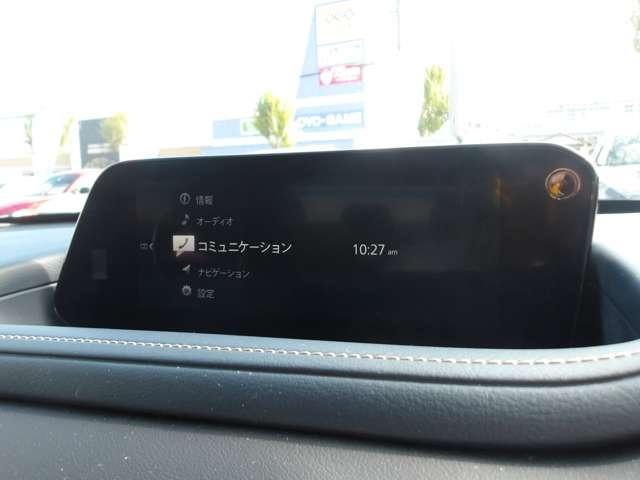 情報
オーディオ
コミュニケーション
10:27 am
ナビゲーション
設定
DVD・GAME